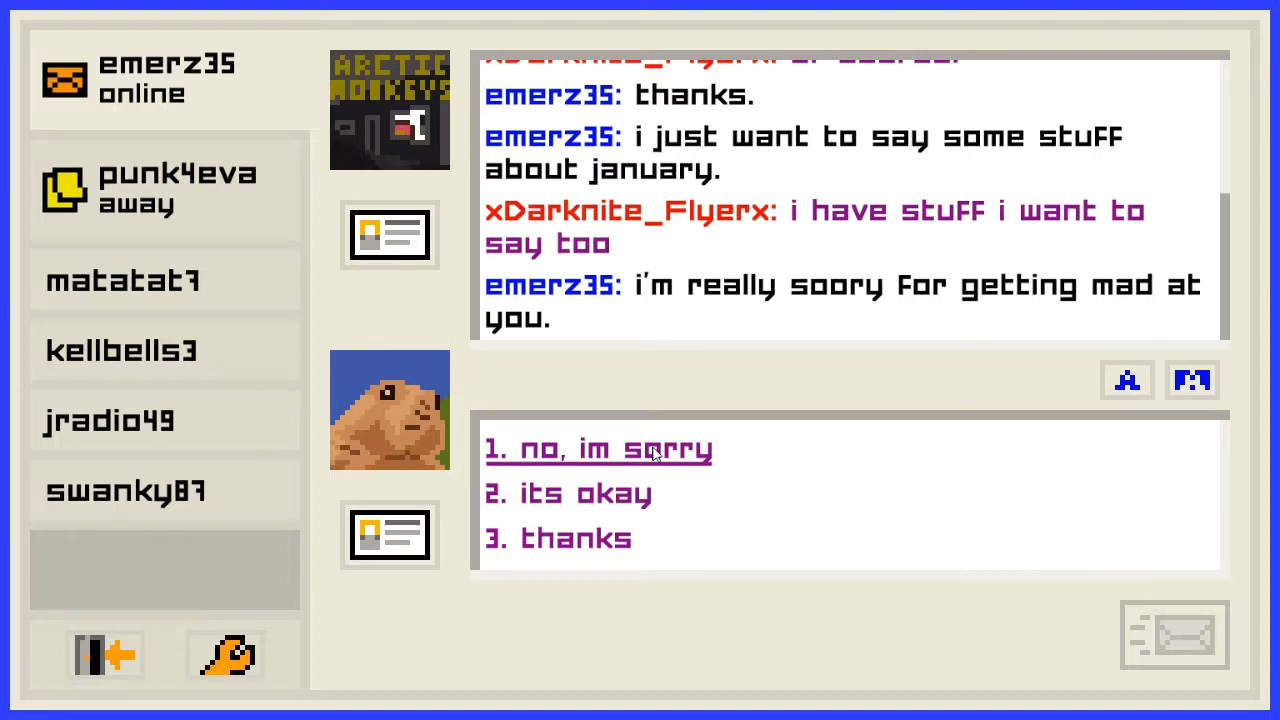 emerz35
online
punk4eva
away
matatat7
kellbells3
jradio49
swanky87
ARCTIC
MONKEYS
emerz35: thanks.
emerz35: i just want to say some stuff
about january.
xDarknite_Flyerx: i have stuff i want to
say too
emerz35: i'm really soory for getting mad at
you.
A
1. no, im sorry
2. its okay
3. thanks